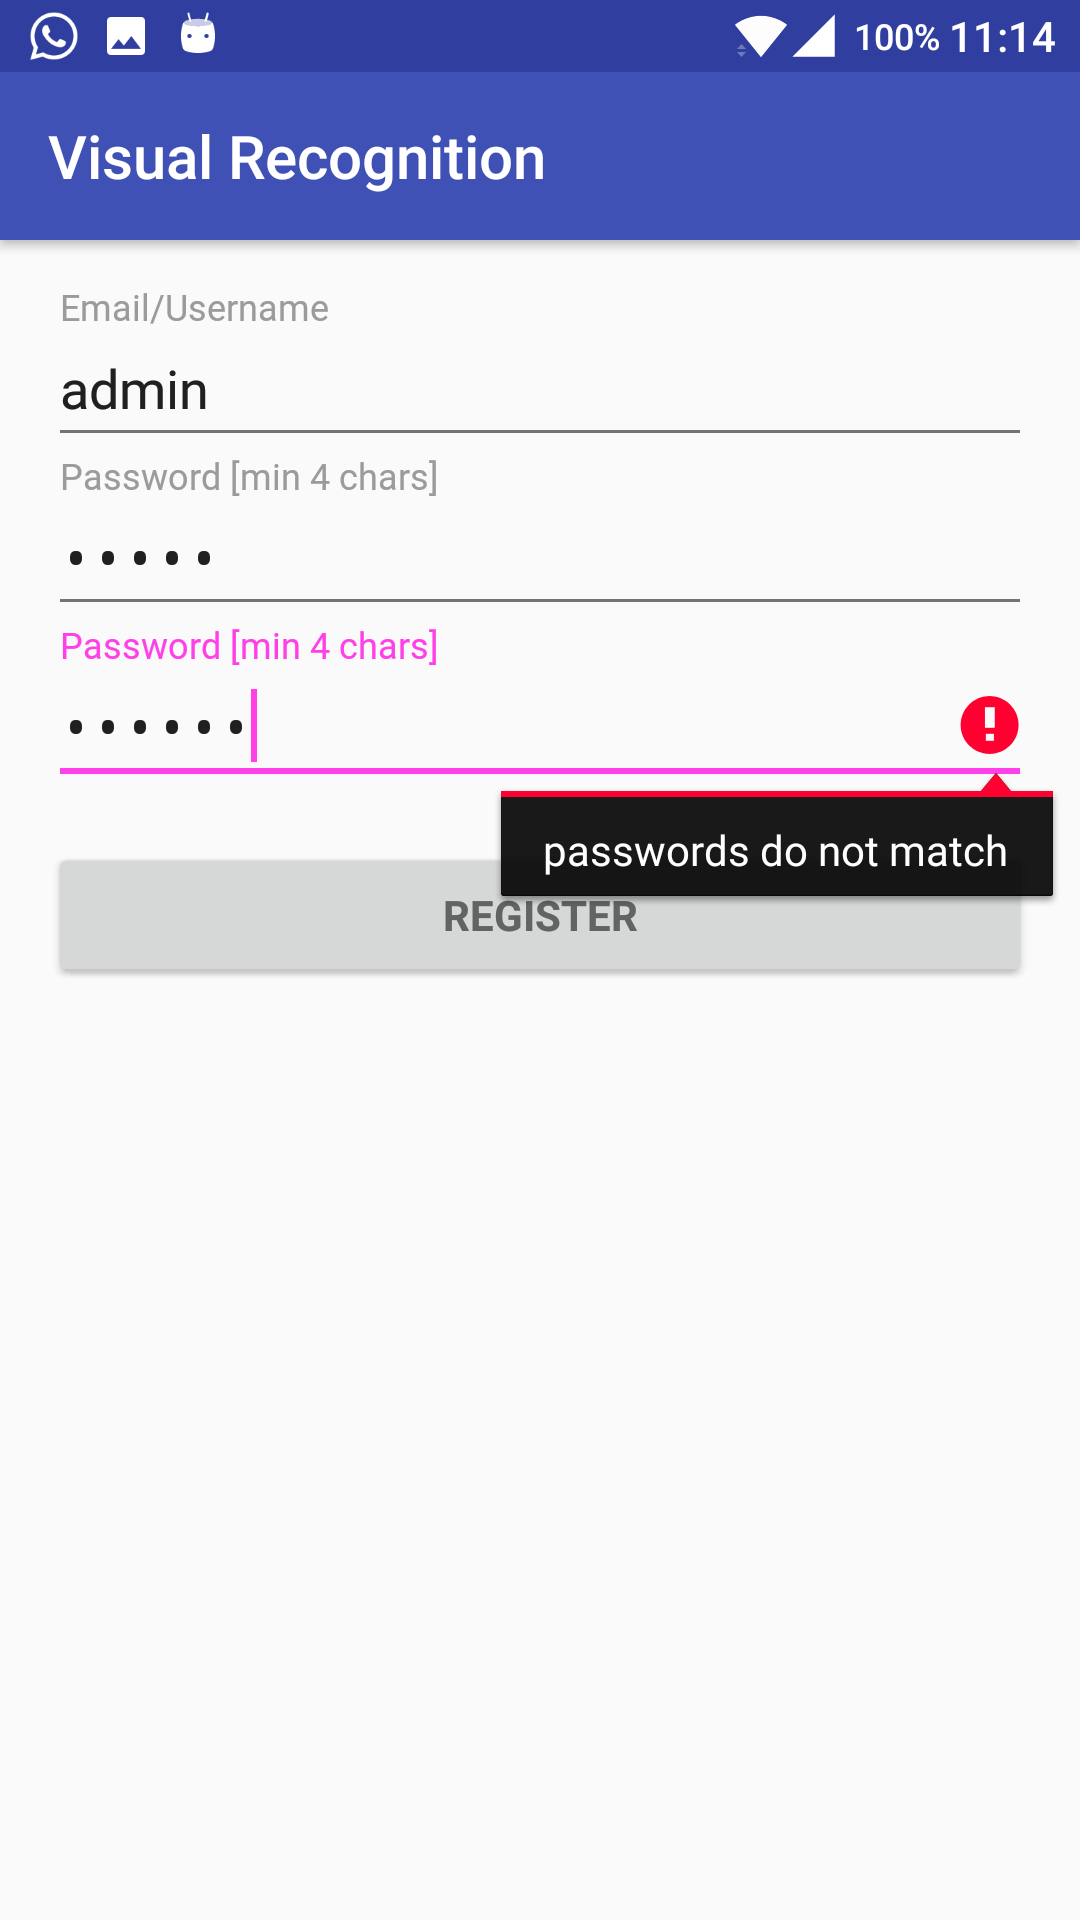 100% 11:14
Visual Recognition
Email/Username
admin
Password [min 4 chars]
•••••
Password [min 4 chars]
••••••
passwords do not match
REGISTER